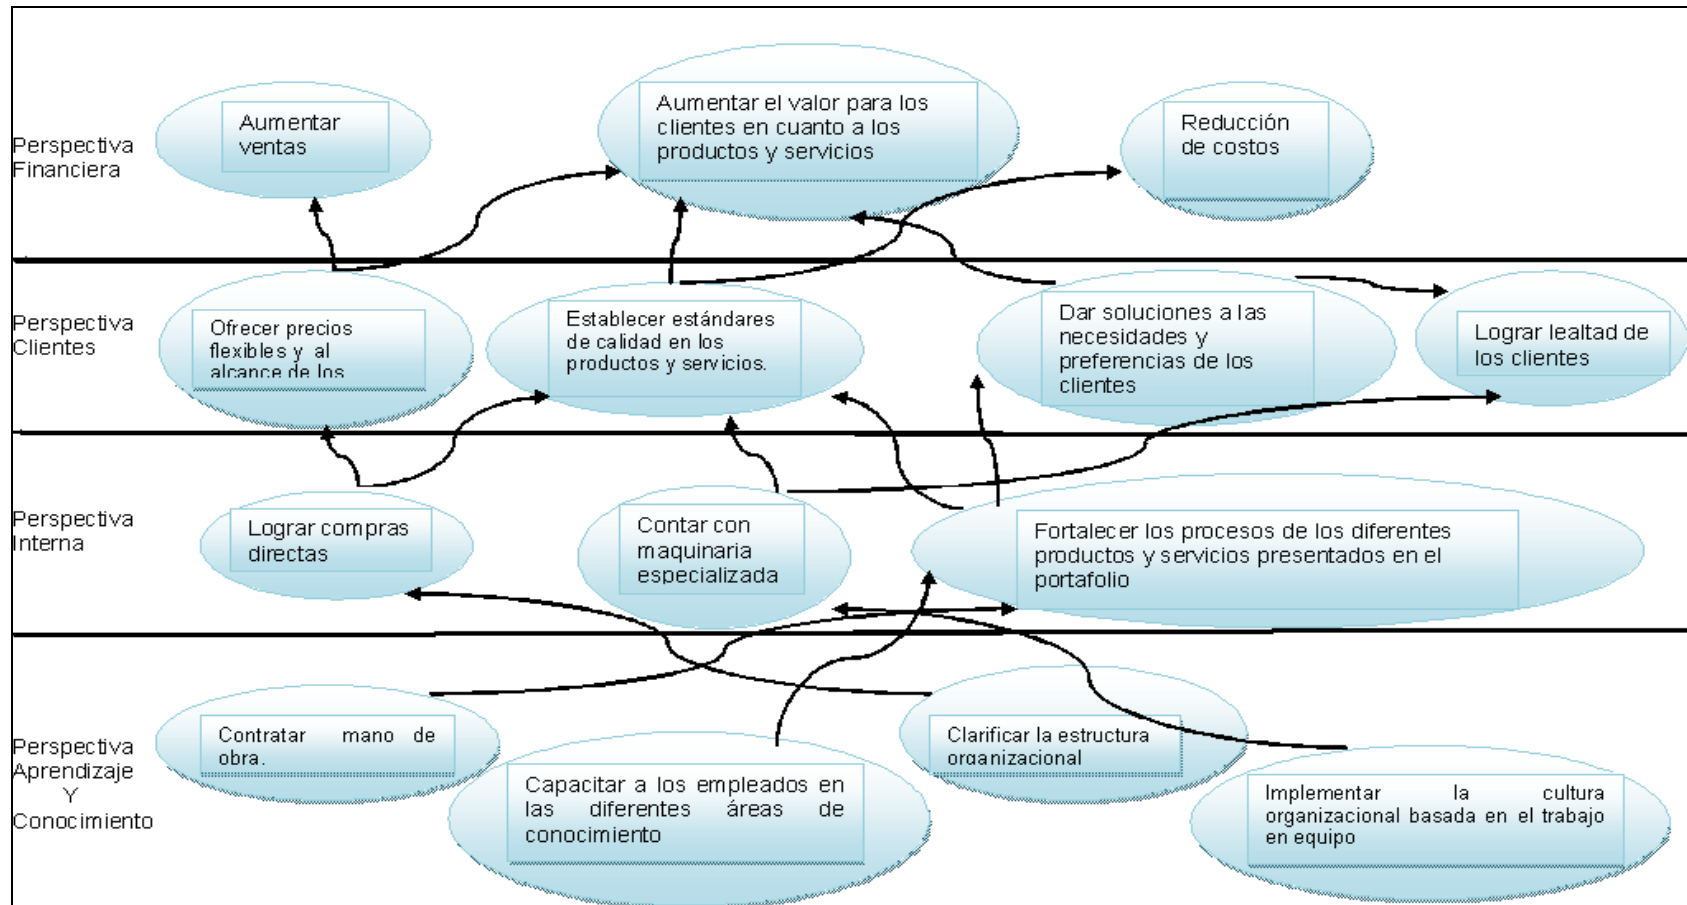 Perspectiva
Financiera
Aumentar
ventas
Aumentar el valor para los
clientes en cuanto a los
productos y servicios
Reducción
de costos
Perspectiva
Clientes
Ofrecer precios
flexibles y al
alcance de los
Establecer estándares
de calidad en los
productos y servicios.
Dar soluciones a las
necesidades y
preferencias de los
clientes
Lograr lealtad de
los clientes
Perspectiva
Interna
Lograr compras
directas
Contar con
maquinaria
especializada
Fortalecer los procesos de los diferentes
productos y servicios presentados en el
portafolio
Perspectiva
Aprendizaje
Y
Conocimiento
Contratar mano de
obra.
Capacitar a los empleados en
las diferentes áreas de
conocimiento
Clarificar la estructura
organizacional
Implementar la cultura
organizacional basada en el trabajo
en equipo